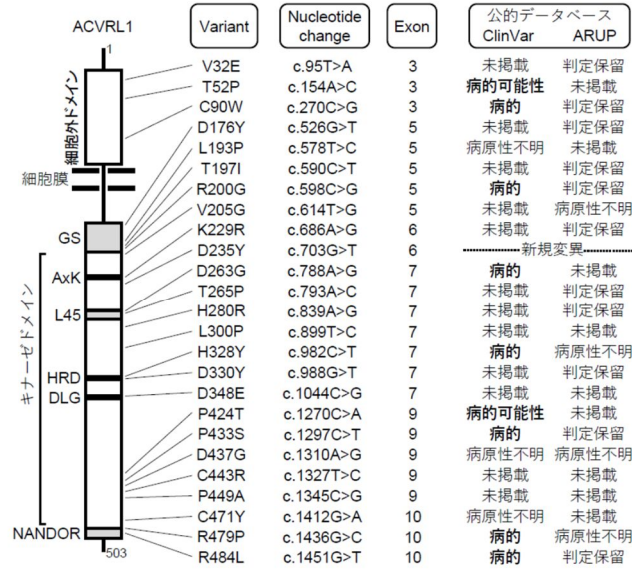 ACVRL1
1
細胞外ドメイン
細胞膜
GS
AxK
L45
HRD
DLG
キナーゼドメイン
NANDOR
503
Variant Nucleotide change Exon 公的データベース ClinVar ARUP
V32E c.95T>A 3 未掲載 判定保留
T52P c.154A>C 3 病的可能性 未掲載
C90W c.270C>G 3 病的 判定保留
D176Y c.526G>T 5 未掲載 判定保留
L193P c.578T>C 5 病原性不明 未掲載
T197I c.590C>T 5 未掲載 判定保留
R200G c.598C>G 5 病的 判定保留
V205G c.614T>G 5 未掲載 病原性不明
K229R c.686A>G 6 未掲載 判定保留
D235Y c.703G>T 6 新規変異
D263G c.788A>G 7 病的 未掲載
T265P c.793A>C 7 未掲載 判定保留
H280R c.839A>G 7 未掲載 判定保留
L300P c.899T>C 7 未掲載 未掲載
H328Y c.982C>T 7 病的 病原性不明
D330Y c.988G>T 7 未掲載 判定保留
D348E c.1044C>G 7 未掲載 未掲載
P424T c.1270C>A 9 病的可能性 未掲載
P433S c.1297C>T 9 病的 判定保留
D437G c.1310A>G 9 病原性不明 病原性不明
C443R c.1327T>C 9 未掲載 未掲載
P449A c.1345C>G 9 未掲載 未掲載
C471Y c.1412G>A 10 病原性不明 未掲載
R479P c.1436G>C 10 病的 病原性不明
R484L c.1451G>T 10 病的 判定保留